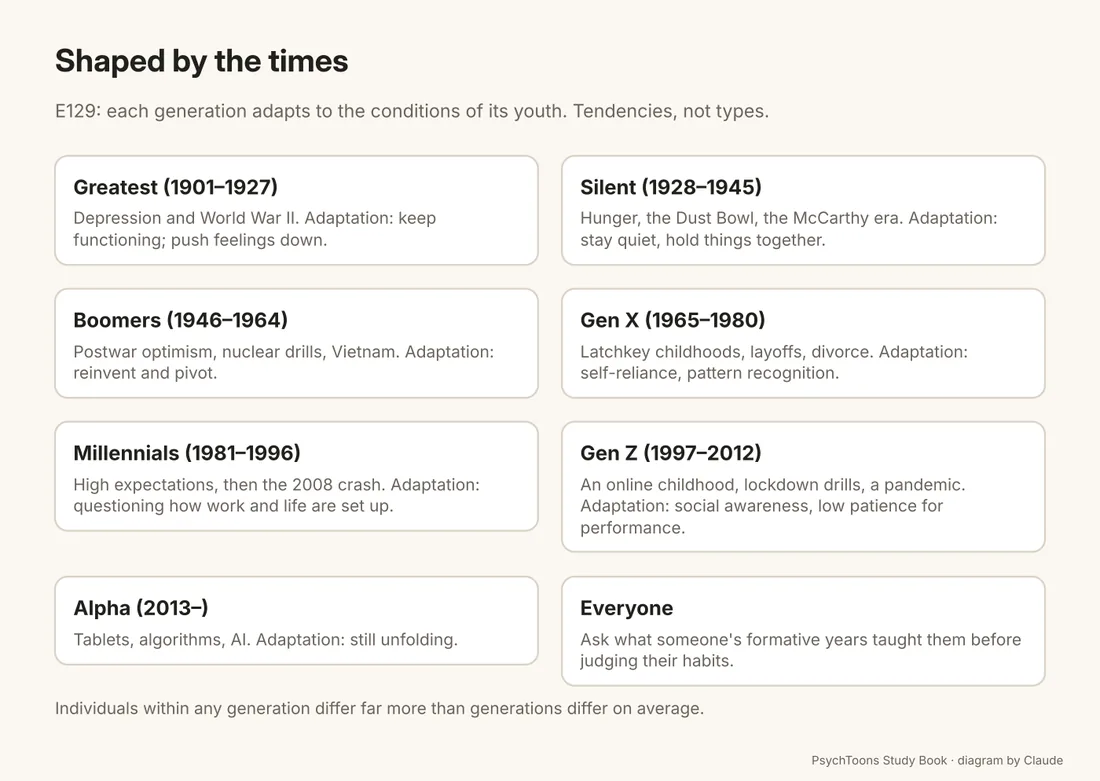 Shaped by the times
E129: each generation adapts to the conditions of its youth. Tendencies, not types.
Greatest (1901–1927)
Depression and World War II. Adaptation: keep
functioning; push feelings down.
Silent (1928–1945)
Hunger, the Dust Bowl, the McCarthy era. Adaptation:
stay quiet, hold things together.
Boomers (1946–1964)
Postwar optimism, nuclear drills, Vietnam. Adaptation:
reinvent and pivot.
Gen X (1965–1980)
Latchkey childhoods, layoffs, divorce. Adaptation:
self-reliance, pattern recognition.
Millennials (1981–1996)
High expectations, then the 2008 crash. Adaptation:
questioning how work and life are set up.
Gen Z (1997–2012)
An online childhood, lockdown drills, a pandemic.
Adaptation: social awareness, low patience for
performance.
Alpha (2013–)
Tablets, algorithms, AI. Adaptation: still unfolding.
Everyone
Ask what someone's formative years taught them before
judging their habits.
Individuals within any generation differ far more than generations differ on average.
PsychToons Study Book · diagram by Claude